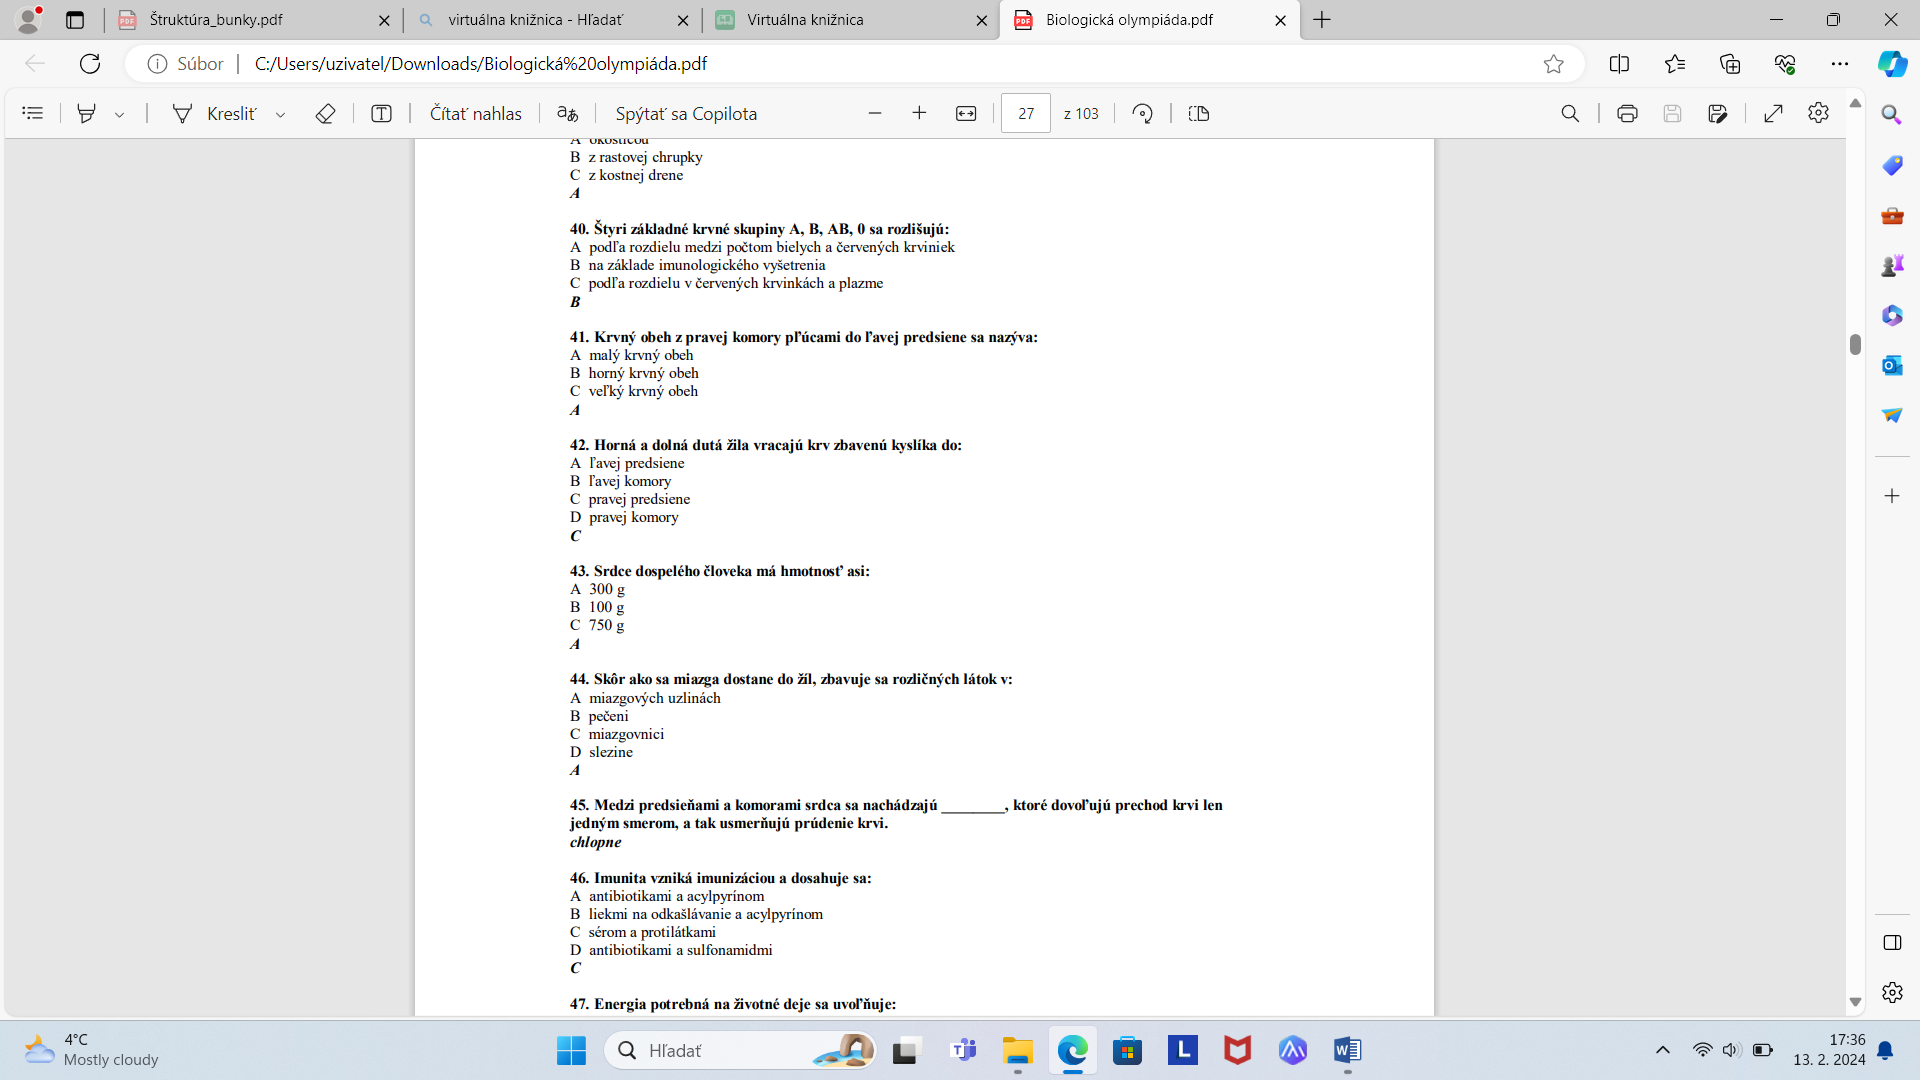 Štruktúra_bunky.pdf
virtuálna knižnica - Hľadať
Virtuálna knižnica
Biologická olympiáda.pdf
Súbor
C:/Users/uzivatel/Downloads/Biologická%20olympiáda.pdf
Kresliť
Čítať nahlas
Spýtať sa Copilota
27
z 103
A okosticou
B z rastovej chrupky
C z kostnej drene
A
40. Štyri základné krvné skupiny A, B, AB, 0 sa rozlišujú:
A podľa rozdielu medzi počtom bielych a červených krviniek
B na základe imunologického vyšetrenia
C podľa rozdielu v červených krvinkách a plazme
B
41. Krvný obeh z pravej komory pľúcami do ľavej predsiene sa nazýva:
A malý krvný obeh
B horný krvný obeh
C veľký krvný obeh
A
42. Horná a dolná dutá žila vracajú krv zbavenú kyslíka do:
A ľavej predsiene
B ľavej komory
C pravej predsiene
D pravej komory
C
43. Srdce dospelého človeka má hmotnosť asi:
A 300 g
B 100 g
C 750 g
A
44. Skôr ako sa miazga dostane do žíl, zbavuje sa rozličných látok v:
A miazgových uzlinách
B pečeni
C miazgovnici
D slezine
A
45. Medzi predsieňami a komorami srdca sa nachádzajú ________, ktoré dovoľujú prechod krvi len
jedným smerom, a tak usmerňujú prúdenie krvi.
chlopne
46. Imunita vzniká imunizáciou a dosahuje sa:
A antibiotikami a acylpyrínom
B liekmi na odkašlávanie a acylpyrínom
C sérom a protilátkami
D antibiotikami a sulfonamidmi
C
47. Energia potrebná na životné deje sa uvoľňuje:
4°C
Mostly cloudy
Hľadať
17:36
13. 2. 2024